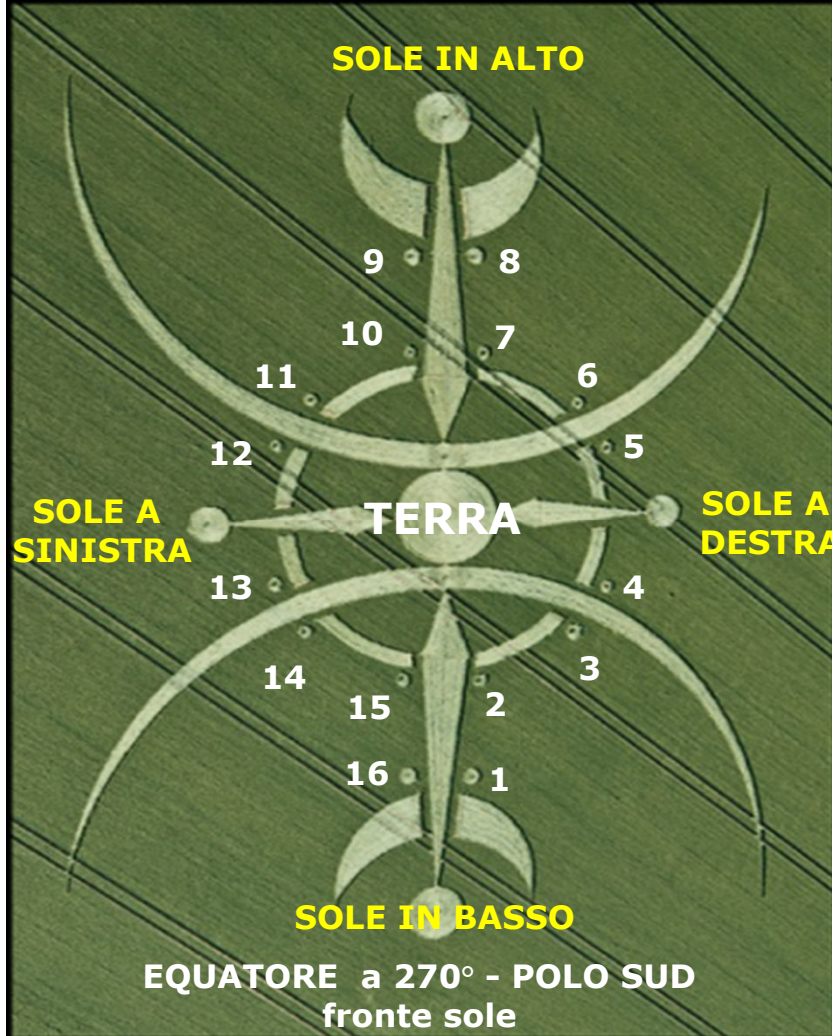 SOLE IN ALTO
9
8
10
7
11
6
12
5
SOLE A
SINISTRA
TERRA
SOLE A
DESTRA
13
4
14
3
15
2
16
1
SOLE IN BASSO
EQUATORE a 270° - POLO SUD
fronte sole